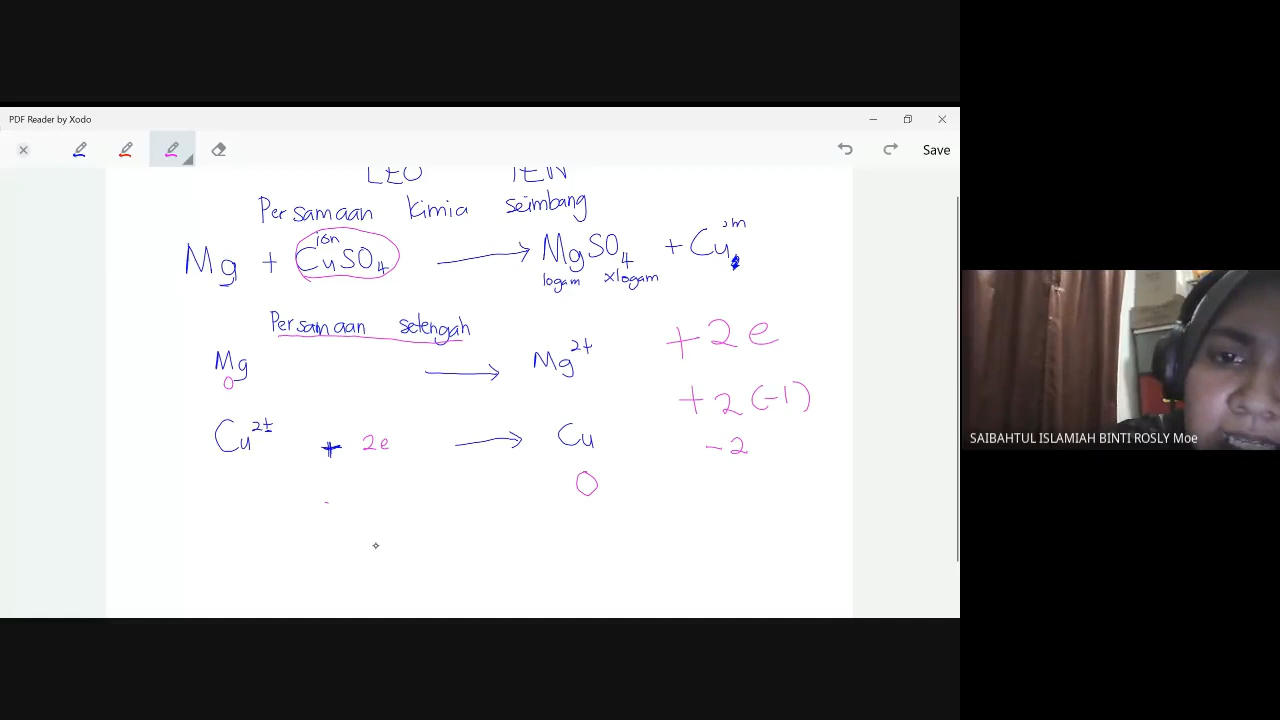 PDF Reader by Xodo
Save
LEO TEIN
Persamaan kimia seimbang
ion
Mg + CuSO4 → MgSO4 + Cu
logam xlogam
Persamaan setengah
+2e
Mg → Mg2+
0
+2(-1)
Cu2+ + 2e → Cu
-2
0
SAIBAHTUL ISLAMIAH BINTI ROSLY Moe